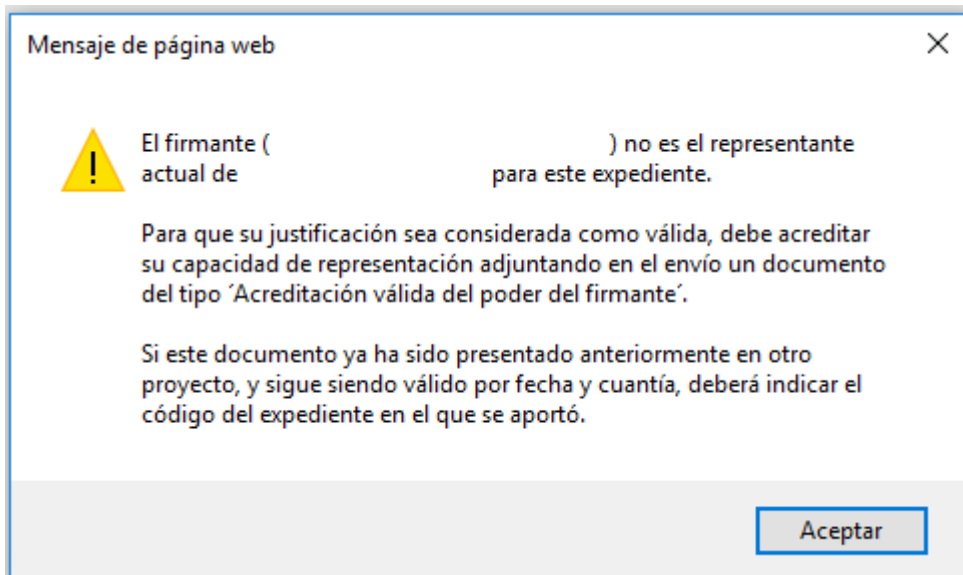 Mensaje de página web
El firmante ( ) no es el representante
actual de para este expediente.
Para que su justificación sea considerada como válida, debe acreditar
su capacidad de representación adjuntando en el envío un documento
del tipo ´Acreditación válida del poder del firmante´.
Si este documento ya ha sido presentado anteriormente en otro
proyecto, y sigue siendo válido por fecha y cuantía, deberá indicar el
código del expediente en el que se aportó.
Aceptar